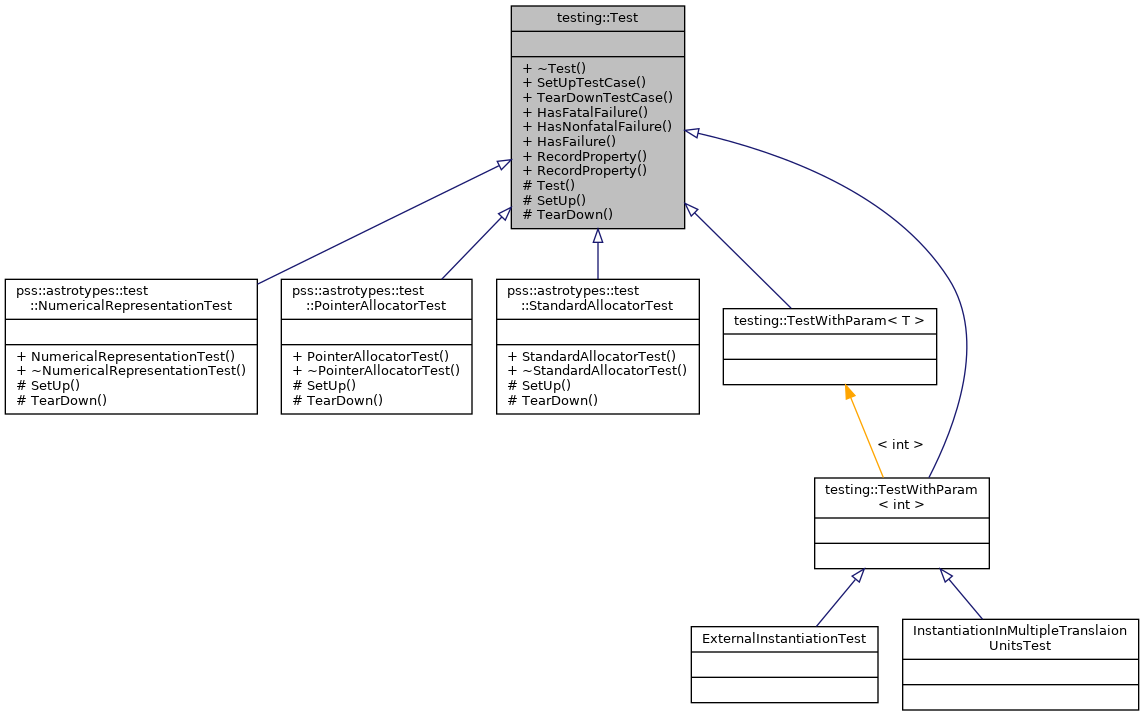 testing::Test
+ ~Test()
+ SetUpTestCase()
+ TearDownTestCase()
+ HasFatalFailure()
+ HasNonfatalFailure()
+ HasFailure()
+ RecordProperty()
+ RecordProperty()
# Test()
# SetUp()
# TearDown()
pss::astrotypes::test
::NumericalRepresentationTest
+ NumericalRepresentationTest()
+ ~NumericalRepresentationTest()
# SetUp()
# TearDown()
pss::astrotypes::test
::PointerAllocatorTest
+ PointerAllocatorTest()
+ ~PointerAllocatorTest()
# SetUp()
# TearDown()
pss::astrotypes::test
::StandardAllocatorTest
+ StandardAllocatorTest()
+ ~StandardAllocatorTest()
# SetUp()
# TearDown()
testing::TestWithParam< T >
< int >
testing::TestWithParam
< int >
ExternalInstantiationTest
InstantiationInMultipleTranslaion
UnitsTest